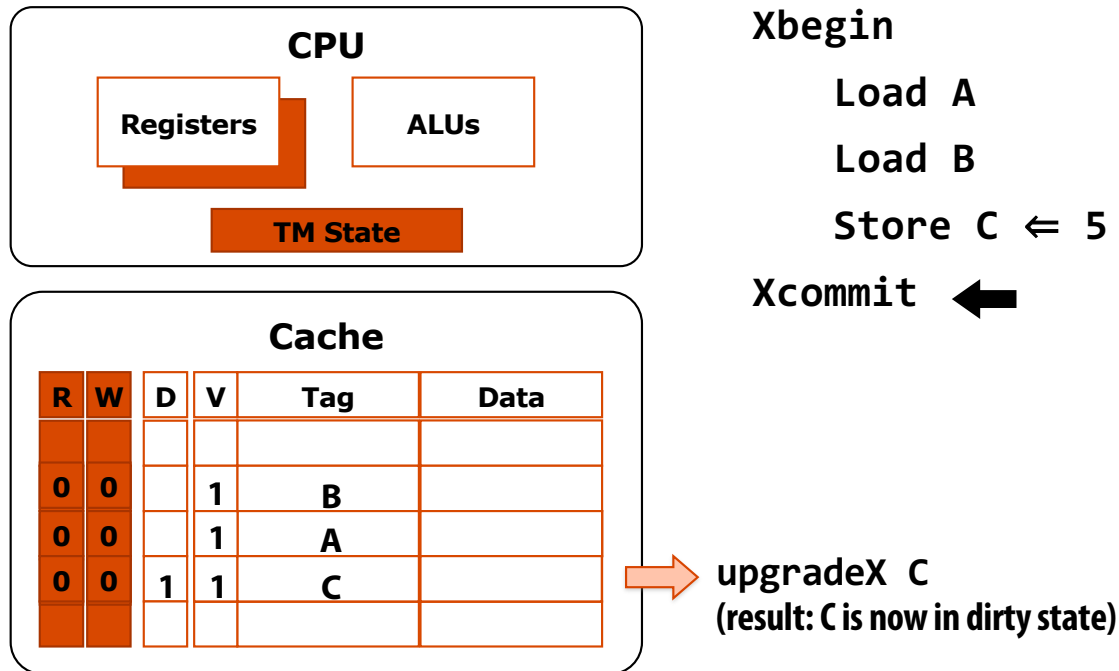 CPU
Registers
ALUs
TM State
Xbegin
Load A
Load B
Store C ⇐ 5
Xcommit
Cache
R W D V Tag Data
0 0 1 B
0 0 1 A
0 0 1 1 C
upgradeX C
(result: C is now in dirty state)